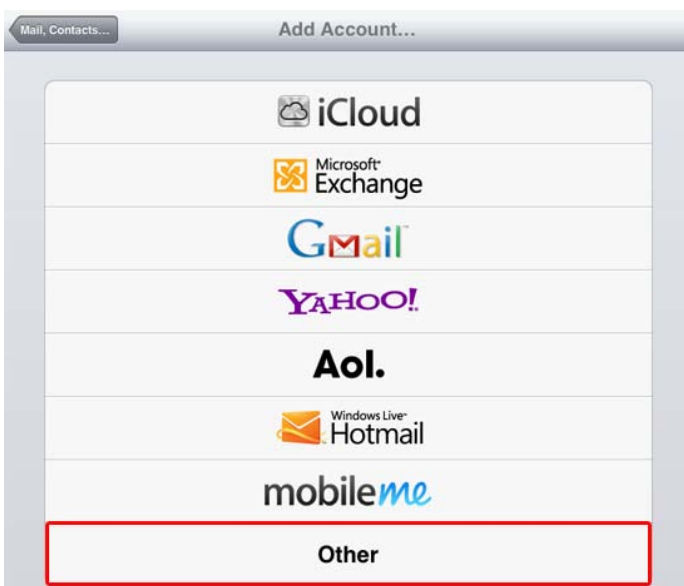 Mail, Contacts...
Add Account...
iCloud
Microsoft
Exchange
Gmail
YAHOO!
Aol.
Windows Live
Hotmail
mobileme
Other